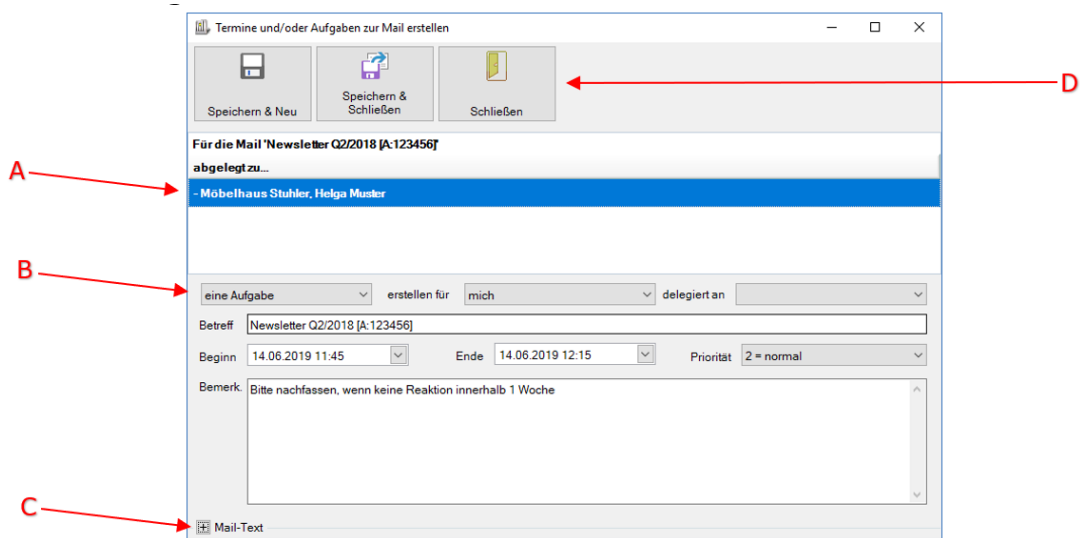 Termine und/oder Aufgaben zur Mail erstellen
Speichern & Neu
Speichern &
Schließen
Schließen
D
Für die Mail 'Newsletter Q2/2018 [A:123456]'
abgelegt zu...
A
- Möbelhaus Stuhler, Helga Muster
B
eine Aufgabe erstellen für mich delegiert an
Betreff Newsletter Q2/2018 [A:123456]
Beginn 14.06.2019 11:45 Ende 14.06.2019 12:15 Priorität 2 = normal
Bemerk. Bitte nachfassen, wenn keine Reaktion innerhalb 1 Woche
C
Mail-Text